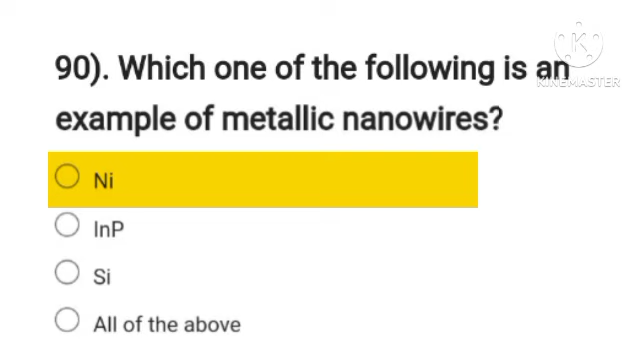 90). Which one of the following is an
example of metallic nanowires?
Ni
InP
Si
All of the above
K
KINEMASTER